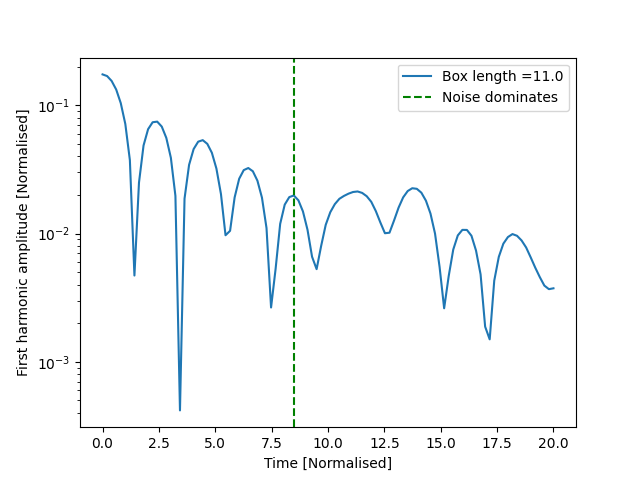 Box length =11.0
Noise dominates
First harmonic amplitude [Normalised]
10⁻¹
10⁻²
10⁻³
0.0 2.5 5.0 7.5 10.0 12.5 15.0 17.5 20.0
Time [Normalised]